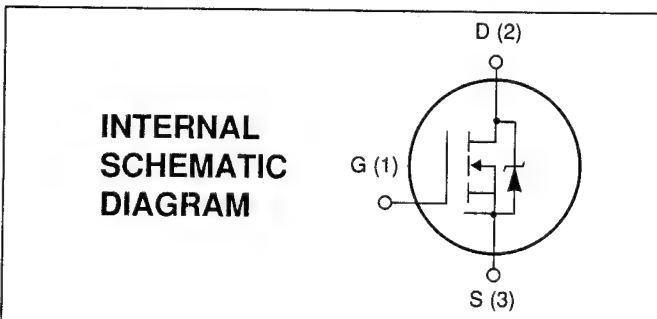 D (2)
INTERNAL
SCHEMATIC
DIAGRAM
G (1)
S (3)